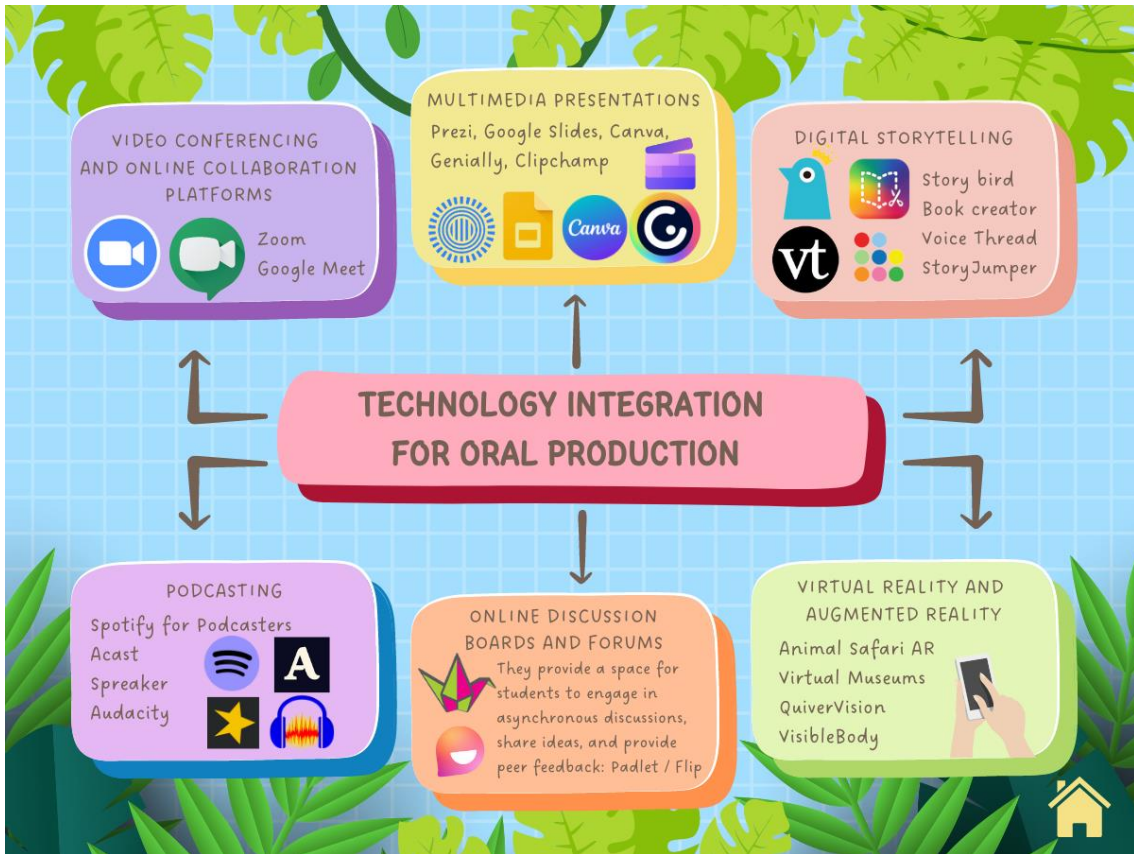 VIDEO CONFERENCING
AND ONLINE COLLABORATION
PLATFORMS
Zoom
Google Meet
MULTIMEDIA PRESENTATIONS
Prezi, Google Slides, Canva,
Genially, Clipchamp
Canva
DIGITAL STORYTELLING
Story bird
Book creator
Voice Thread
StoryJumper
vt
TECHNOLOGY INTEGRATION
FOR ORAL PRODUCTION
PODCASTING
Spotify for Podcasters
Acast
Spreaker
Audacity
A
ONLINE DISCUSSION
BOARDS AND FORUMS
They provide a space for
students to engage in
asynchronous discussions,
share ideas, and provide
peer feedback: Padlet / Flip
VIRTUAL REALITY AND
AUGMENTED REALITY
Animal Safari AR
Virtual Museums
QuiverVision
VisibleBody